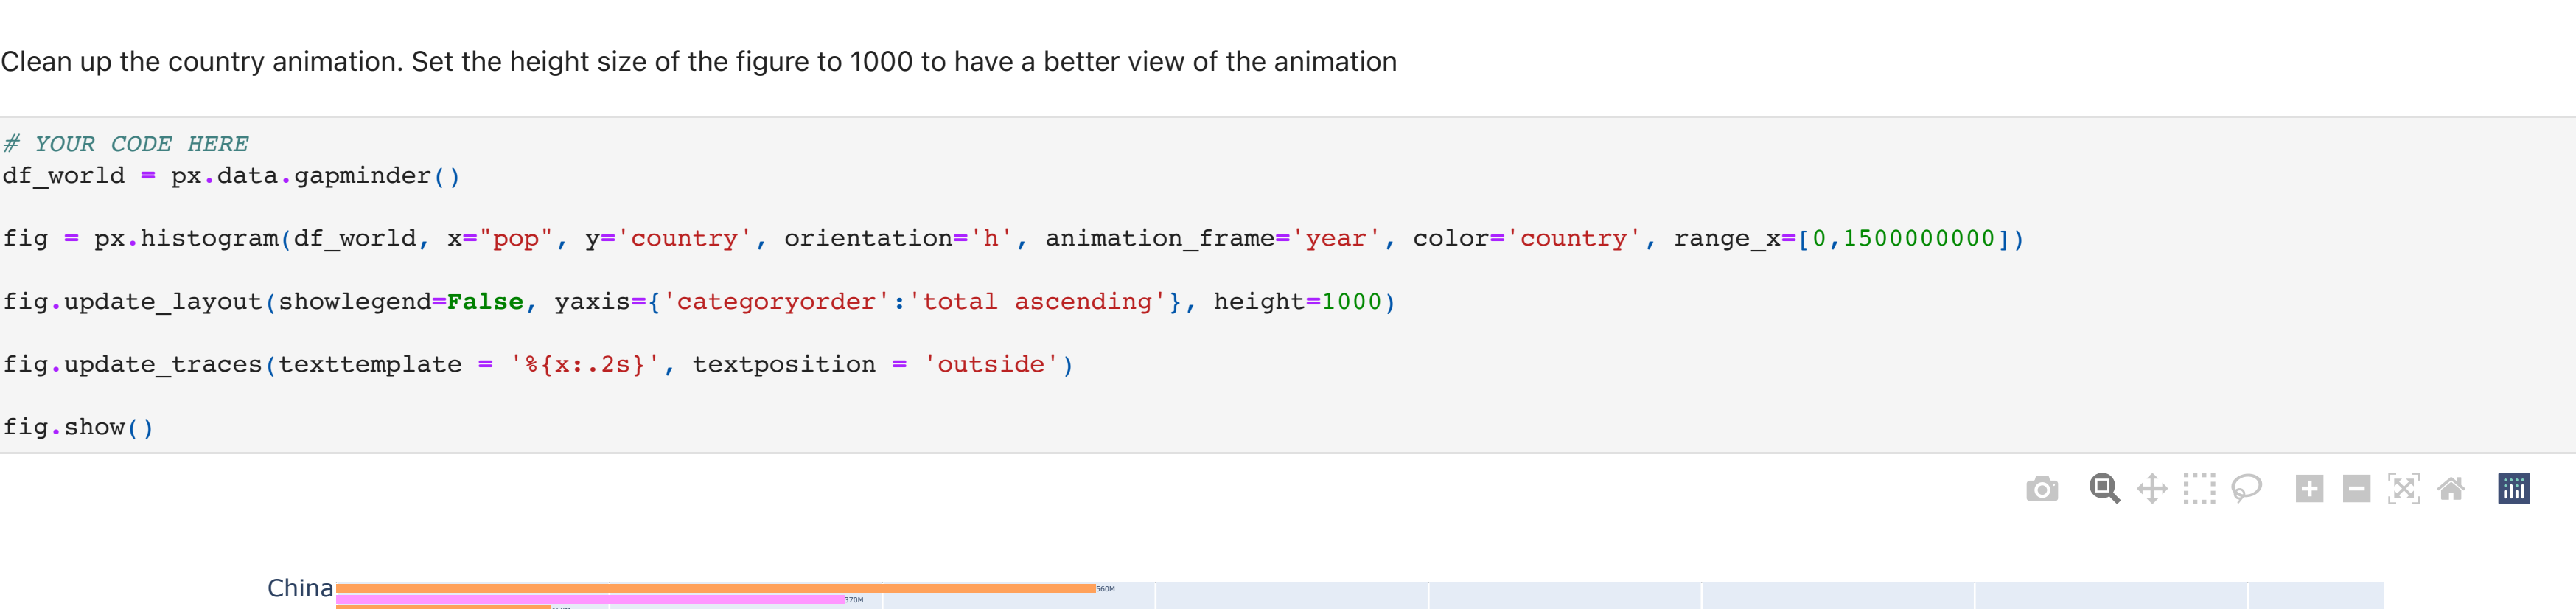 Clean up the country animation. Set the height size of the figure to 1000 to have a better view of the animation
# YOUR CODE HERE
df_world = px.data.gapminder()
fig = px.histogram(df_world, x="pop", y='country', orientation='h', animation_frame='year', color='country', range_x=[0,1500000000])
fig.update_layout(showlegend=False, yaxis={'categoryorder':'total ascending'}, height=1000)
fig.update_traces(texttemplate = '%{x:.2s}', textposition = 'outside')
fig.show()
China 560M
370M